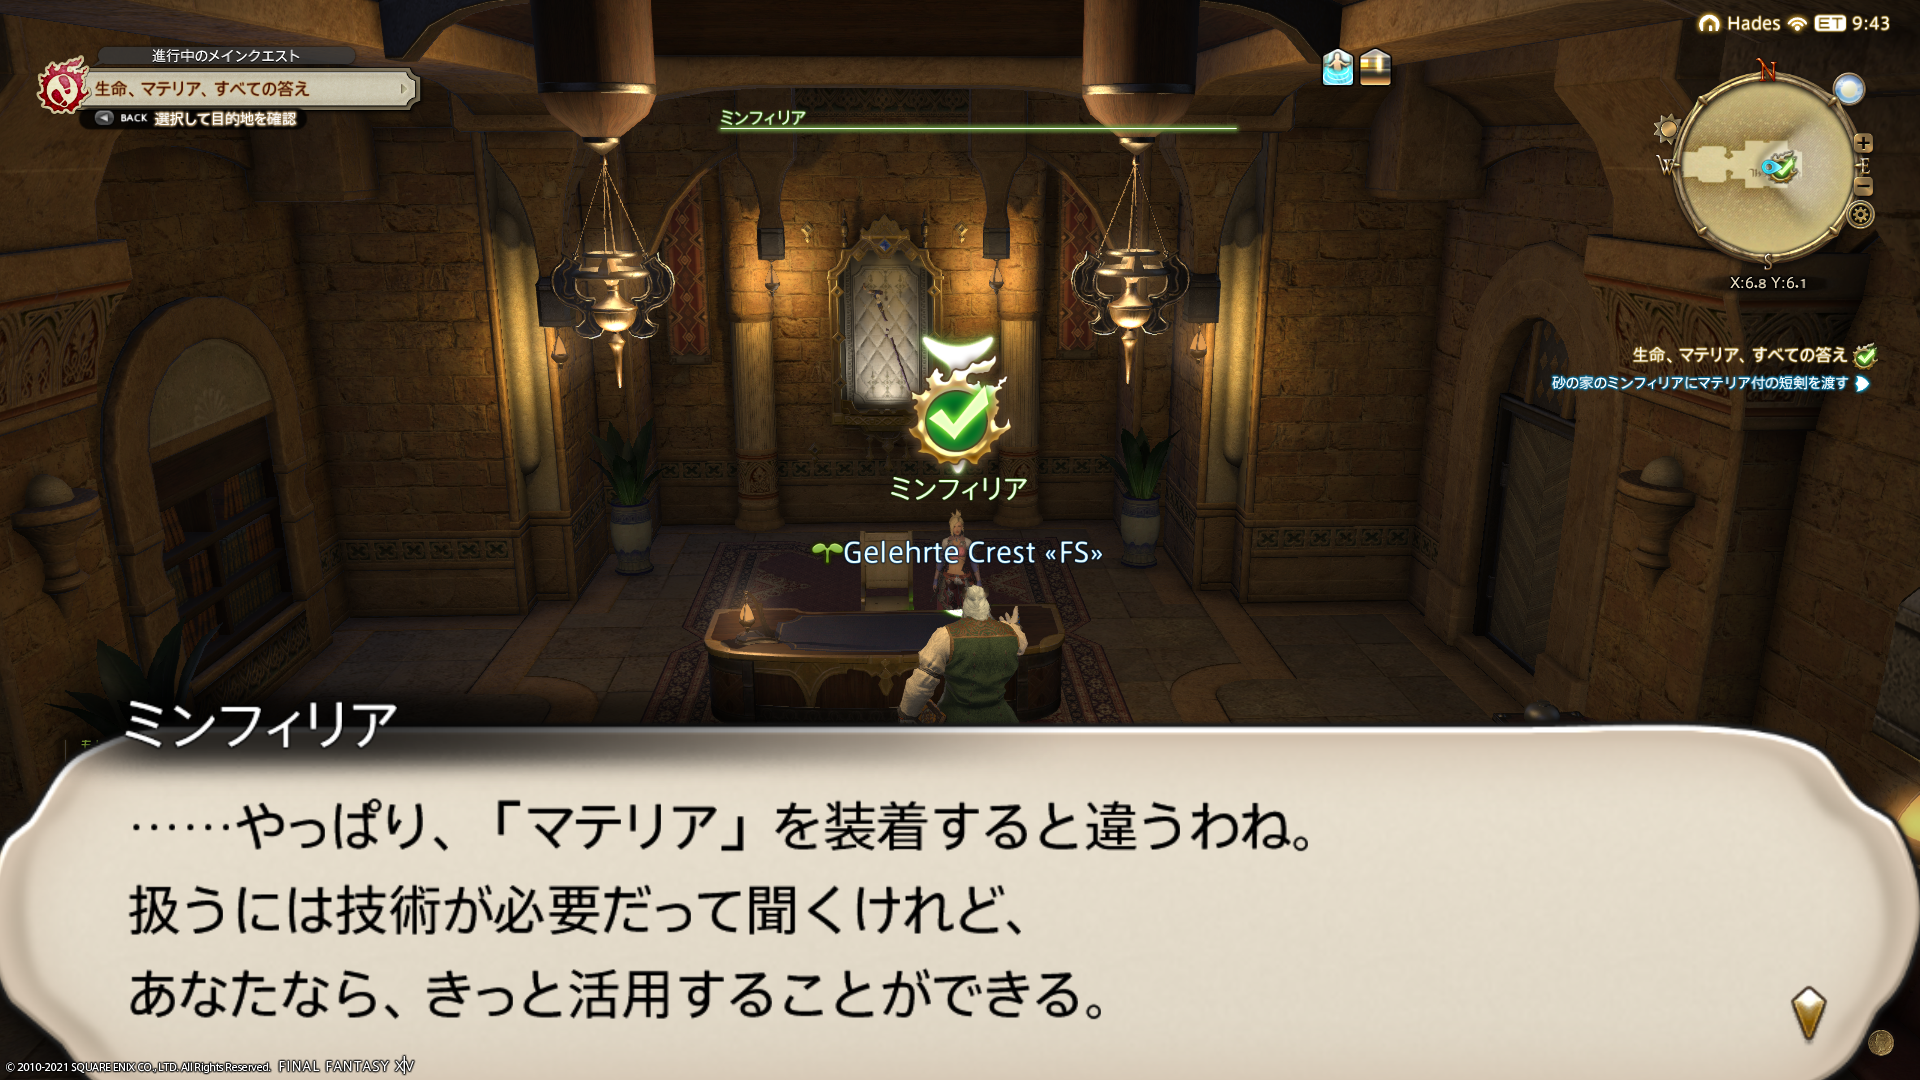 Hades ET 9:43
進行中のメインクエスト
生命、マテリア、すべての答え
BACK 選択して目的地を確認
ミンフィリア
N
W
E
S
X:6.8 Y:6.1
生命、マテリア、すべての答え
砂の家のミンフィリアにマテリア付の短剣を渡す
ミンフィリア
Gelehrte Crest «FS»
ミンフィリア
……やっぱり、「マテリア」を装着すると違うわね。
扱うには技術が必要だって聞くけれど、
あなたなら、きっと活用することができる。
© 2010-2021 SQUARE ENIX CO., LTD. All Rights Reserved. FINAL FANTASY XIV